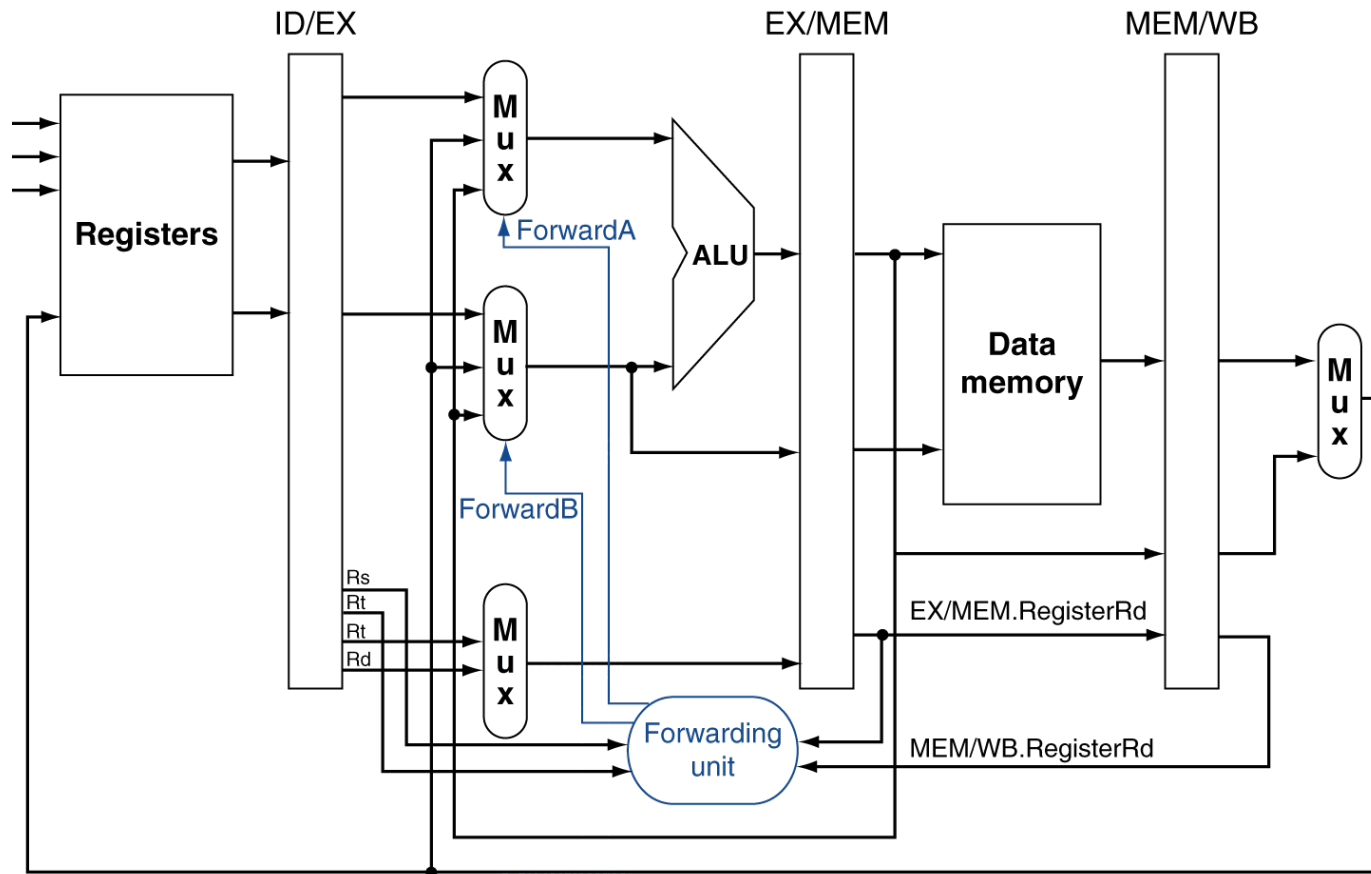 ID/EX
EX/MEM
MEM/WB
M
u
x
Registers
ForwardA
ALU
M
u
x
Data
memory
M
u
x
ForwardB
Rs
Rt
Rt
Rd
M
u
x
EX/MEM.RegisterRd
Forwarding
unit
MEM/WB.RegisterRd